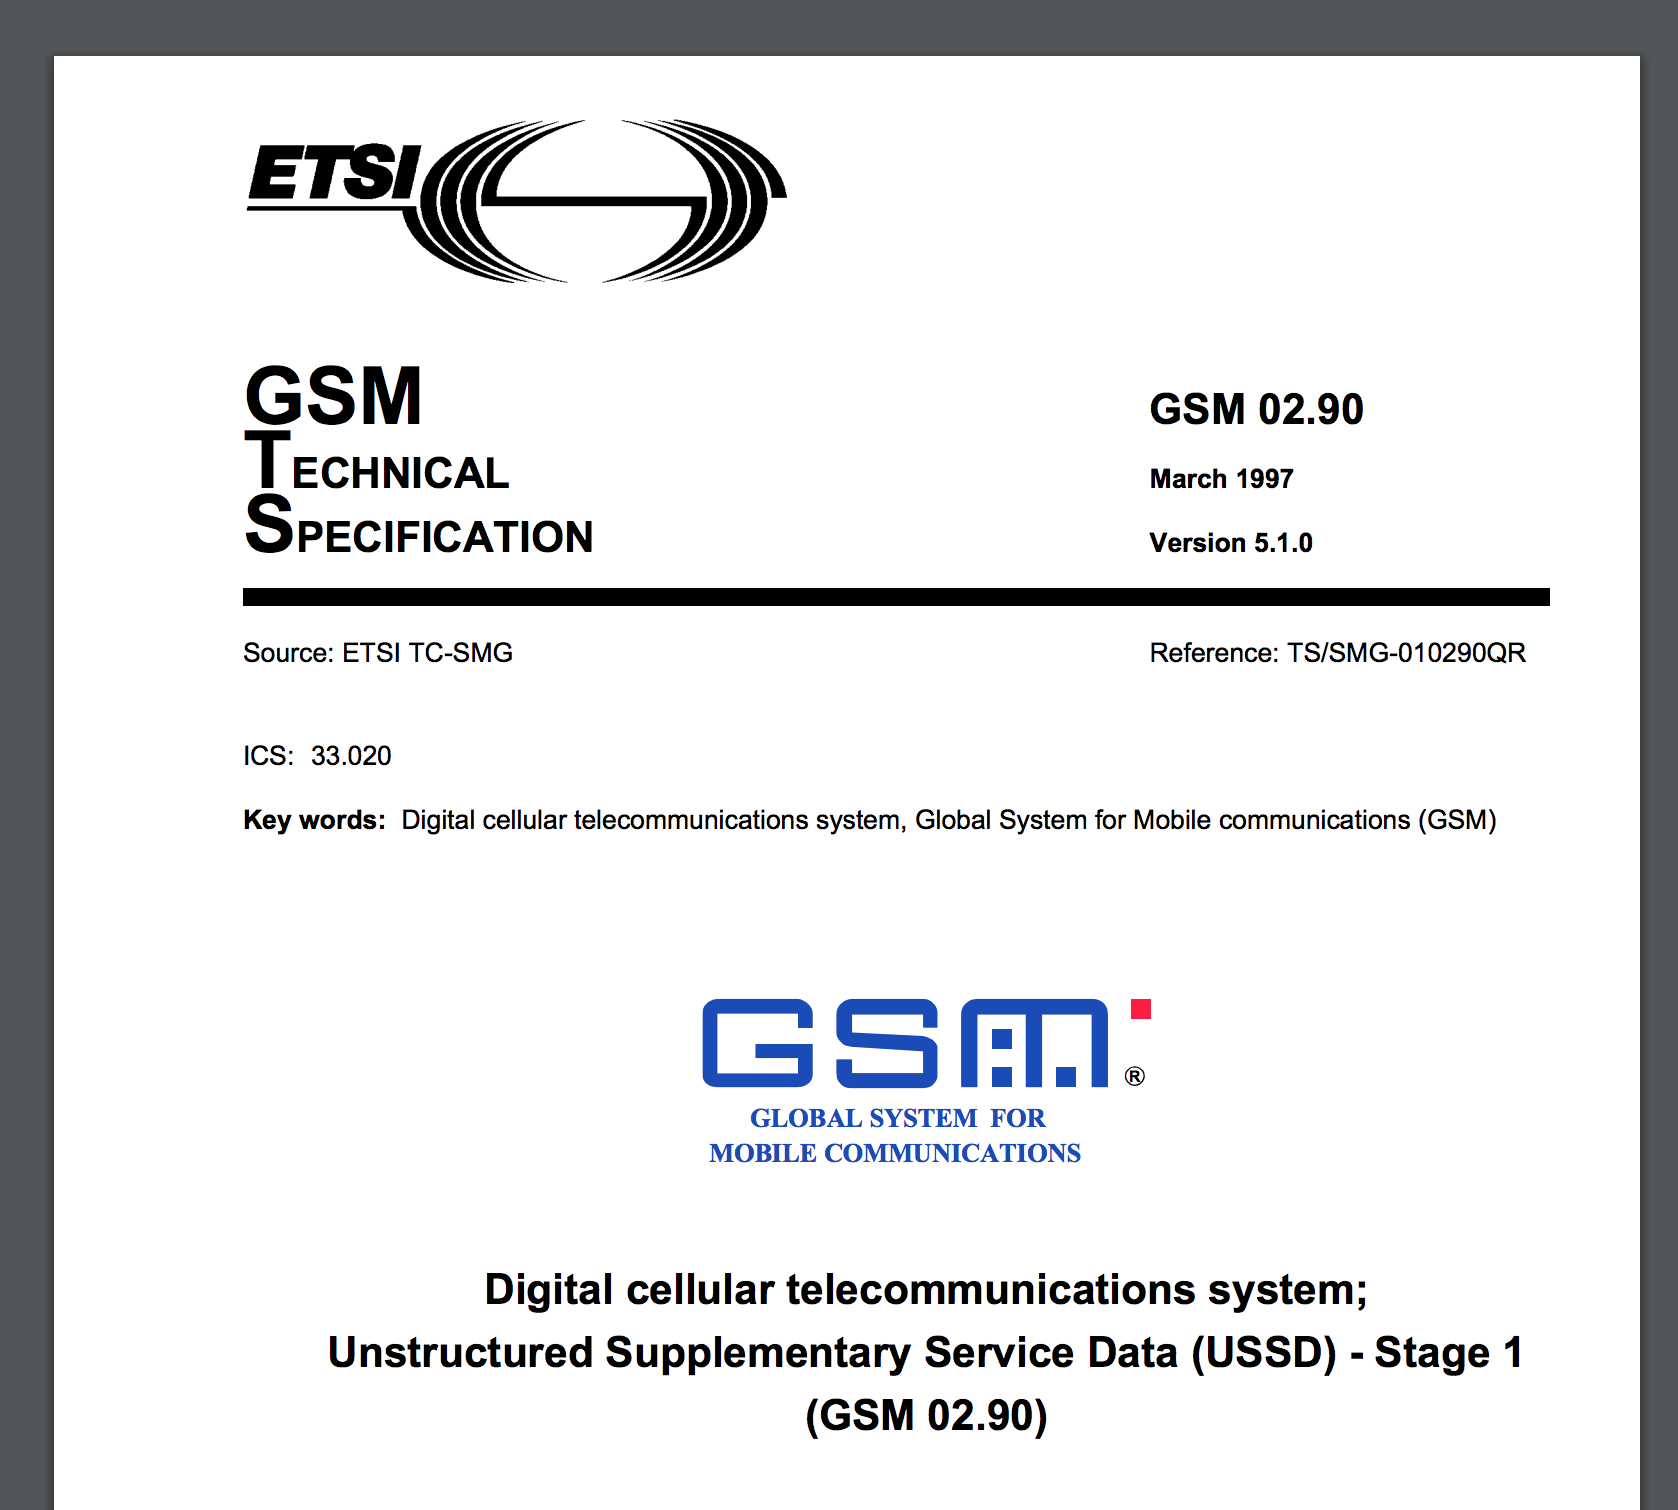 ETSI
GSM
GSM 02.90
TECHNICAL
March 1997
SPECIFICATION
Version 5.1.0
Source: ETSI TC-SMG
Reference: TS/SMG-010290QR
ICS: 33.020
Key words: Digital cellular telecommunications system, Global System for Mobile communications (GSM)
GSM ®
GLOBAL SYSTEM FOR
MOBILE COMMUNICATIONS
Digital cellular telecommunications system;
Unstructured Supplementary Service Data (USSD) - Stage 1
(GSM 02.90)